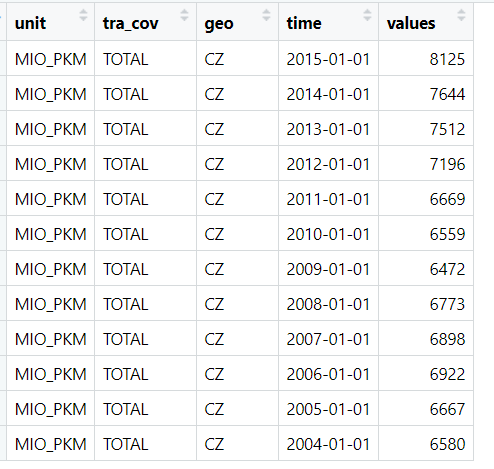 unit tra_cov geo time values
MIO_PKM TOTAL CZ 2015-01-01 8125
MIO_PKM TOTAL CZ 2014-01-01 7644
MIO_PKM TOTAL CZ 2013-01-01 7512
MIO_PKM TOTAL CZ 2012-01-01 7196
MIO_PKM TOTAL CZ 2011-01-01 6669
MIO_PKM TOTAL CZ 2010-01-01 6559
MIO_PKM TOTAL CZ 2009-01-01 6472
MIO_PKM TOTAL CZ 2008-01-01 6773
MIO_PKM TOTAL CZ 2007-01-01 6898
MIO_PKM TOTAL CZ 2006-01-01 6922
MIO_PKM TOTAL CZ 2005-01-01 6667
MIO_PKM TOTAL CZ 2004-01-01 6580